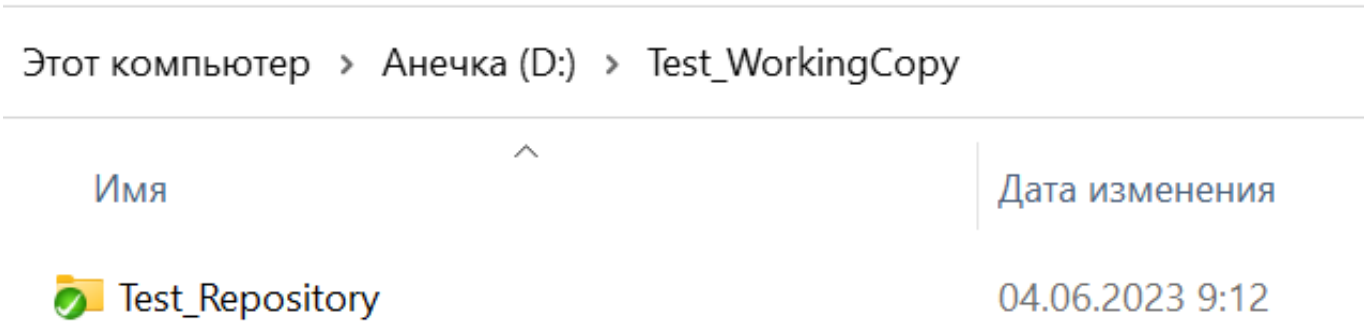 Этот компьютер > Анечка (D:) > Test_WorkingCopy
Имя Дата изменения
Test_Repository 04.06.2023 9:12